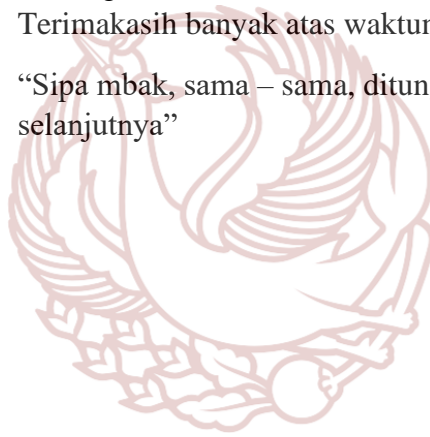 Terimakasih banyak atas waktun
“Sipa mbak, sama – sama, ditun
selanjutnya”